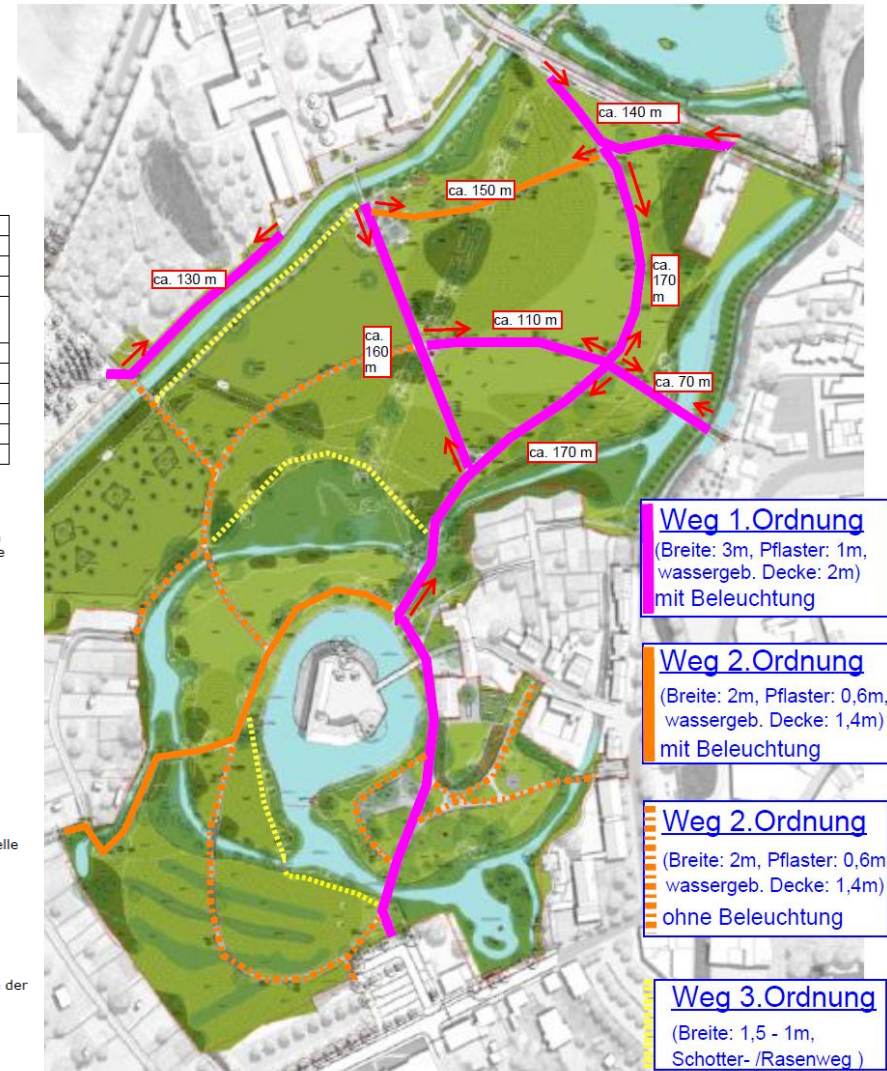 ca. 140 m
ca. 150 m
ca. 130 m
ca.
170
m
ca. 110 m
ca.
160
m
ca. 70 m
ca. 170 m
e
elle
der
Weg 1.Ordnung
(Breite: 3m, Pflaster: 1m,
wassergeb. Decke: 2m)
mit Beleuchtung
Weg 2.Ordnung
(Breite: 2m, Pflaster: 0,6m,
wassergeb. Decke: 1,4m)
mit Beleuchtung
Weg 2.Ordnung
(Breite: 2m, Pflaster: 0,6m
wassergeb. Decke: 1,4m)
ohne Beleuchtung
Weg 3.Ordnung
(Breite: 1,5 - 1m,
Schotter- /Rasenweg )